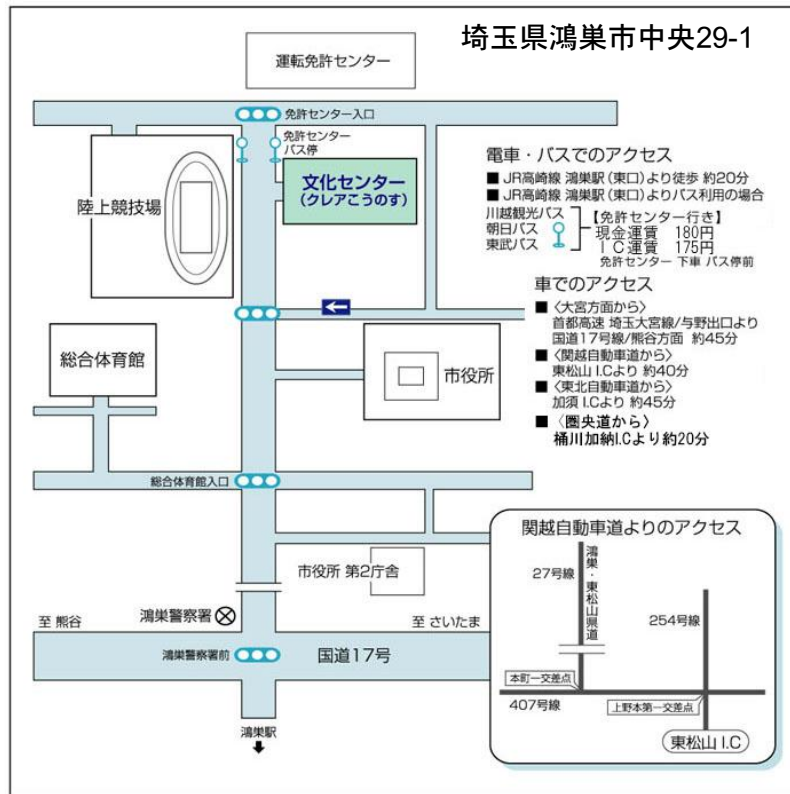 埼玉県鴻巣市中央29-1
運転免許センター
免許センター入口
免許センター
バス停
文化センター
(クレアこうのす)
陸上競技場
電車・バスでのアクセス
■ JR高崎線 鴻巣駅(東口)より徒歩 約20分
■ JR高崎線 鴻巣駅(東口)よりバス利用の場合
川越観光バス
朝日バス
東武バス
【免許センター行き】
現金運賃 180円
IC運賃 175円
免許センター 下車 バス停前
車でのアクセス
■〈大宮方面から〉
首都高速 埼玉大宮線/与野出口より
国道17号線/熊谷方面 約45分
■〈関越自動車道から〉
東松山 I.Cより 約40分
■〈東北自動車道から〉
加須 I.Cより 約45分
■〈圏央道から〉
桶川加納I.Cより約20分
総合体育館
市役所
総合体育館入口
市役所 第2庁舎
鴻巣警察署
至 熊谷
至 さいたま
鴻巣警察署前
国道17号
鴻巣駅
関越自動車道よりのアクセス
27号線
鴻巣・東松山県道
254号線
本町一交差点
407号線
上野本第一交差点
東松山 I.C